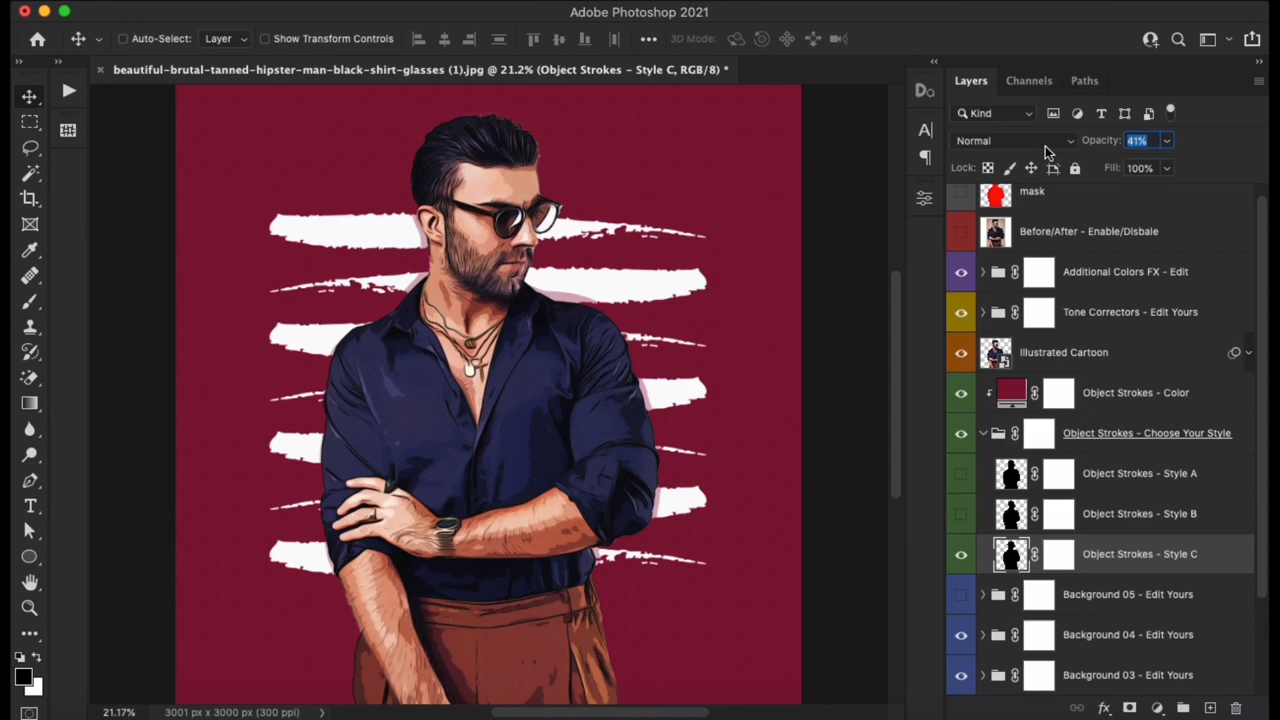 Adobe Photoshop 2021
Auto-Select: Layer Show Transform Controls 3D Mode:
beautiful-brutal-tanned-hipster-man-black-shirt-glasses (1).jpg @ 21.2% (Object Strokes - Style C, RGB/8) *
Layers Channels Paths
Kind
Normal Opacity: 41%
Lock: Fill: 100%
mask
Before/After - Enable/Disbale
Additional Colors FX - Edit
Tone Correctors - Edit Yours
Illustrated Cartoon
Object Strokes - Color
Object Strokes - Choose Your Style
Object Strokes - Style A
Object Strokes - Style B
Object Strokes - Style C
Background 05 - Edit Yours
Background 04 - Edit Yours
Background 03 - Edit Yours
21.17% 3001 px x 3000 px (300 ppi)